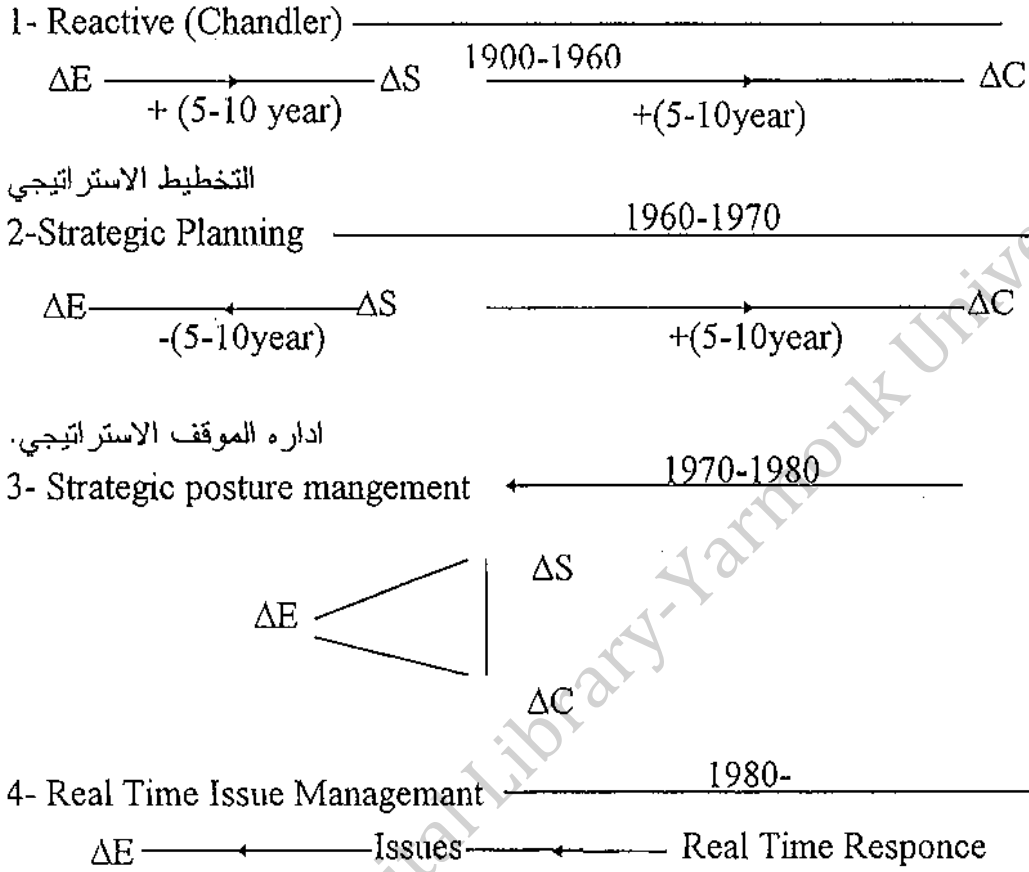 1- Reactive (Chandler)
1900-1960
ΔE ΔS ΔC
+ (5-10 year) +(5-10year)
التخطيط الاستراتيجي
2-Strategic Planning 1960-1970
ΔE ΔS ΔC
-(5-10year) +(5-10year)
اداره الموقف الاستراتيجي.
3- Strategic posture mangement 1970-1980
ΔS
ΔE
ΔC
4- Real Time Issue Managemant 1980-
ΔE Issues Real Time Responce
Library-Yarmouk